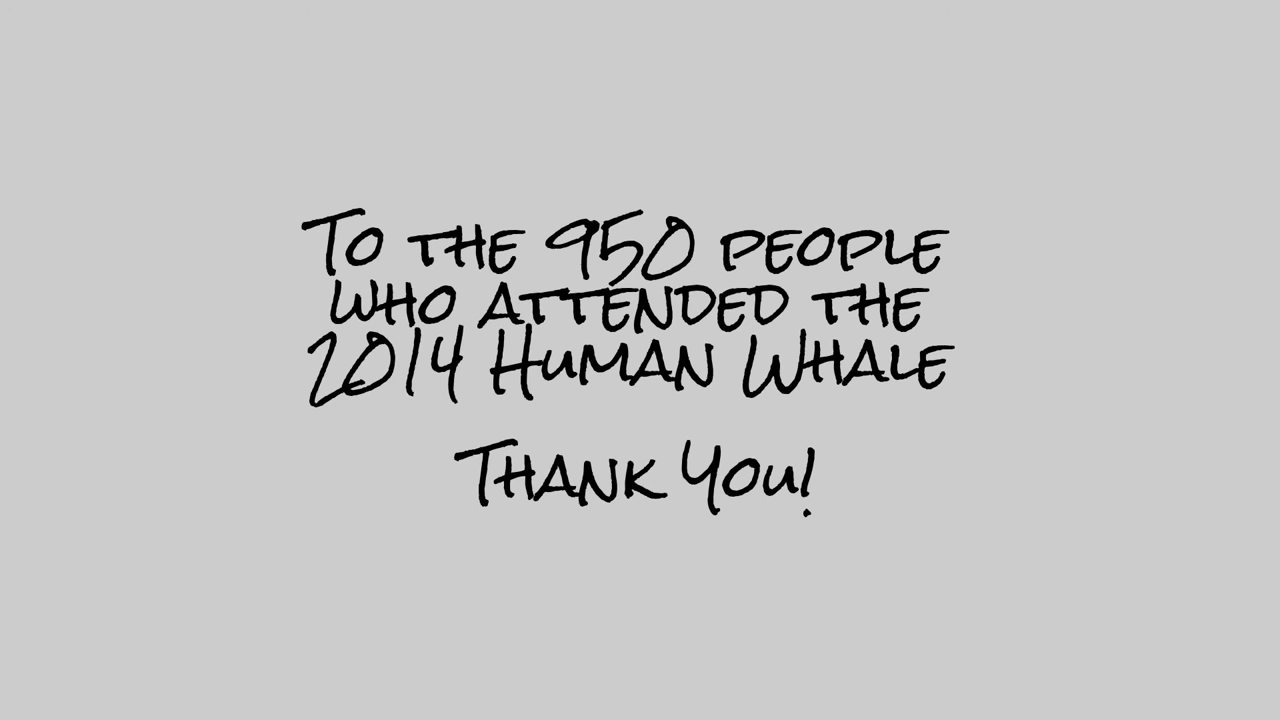 To the 950 people
who attended the
2014 Human Whale
Thank You!